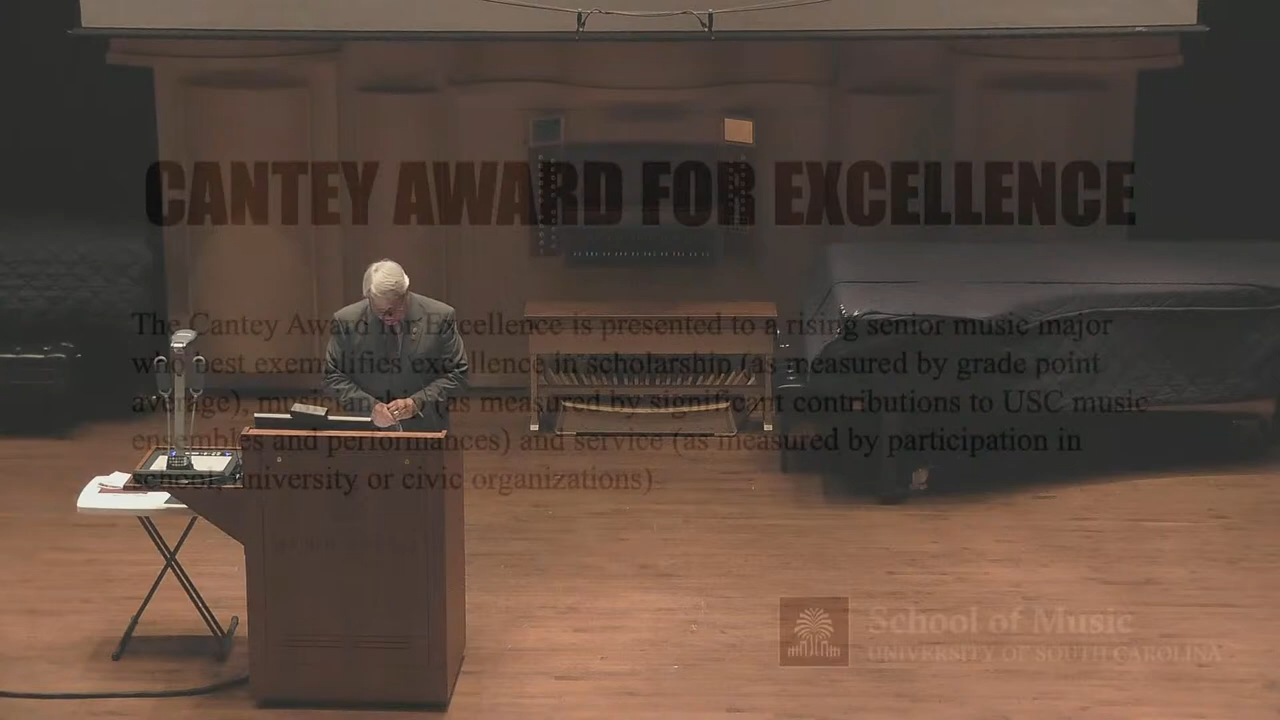 CANTEY AWARD FOR EXCELLENCE
The Cantey Award for Excellence is presented to a rising senior music major
who best exemplifies excellence in scholarship (as measured by grade point
average), musicianship (as measured by significant contributions to USC music
ensembles and performances) and service (as measured by participation in
school, university or civic organizations)
School of Music
UNIVERSITY OF SOUTH CAROLINA